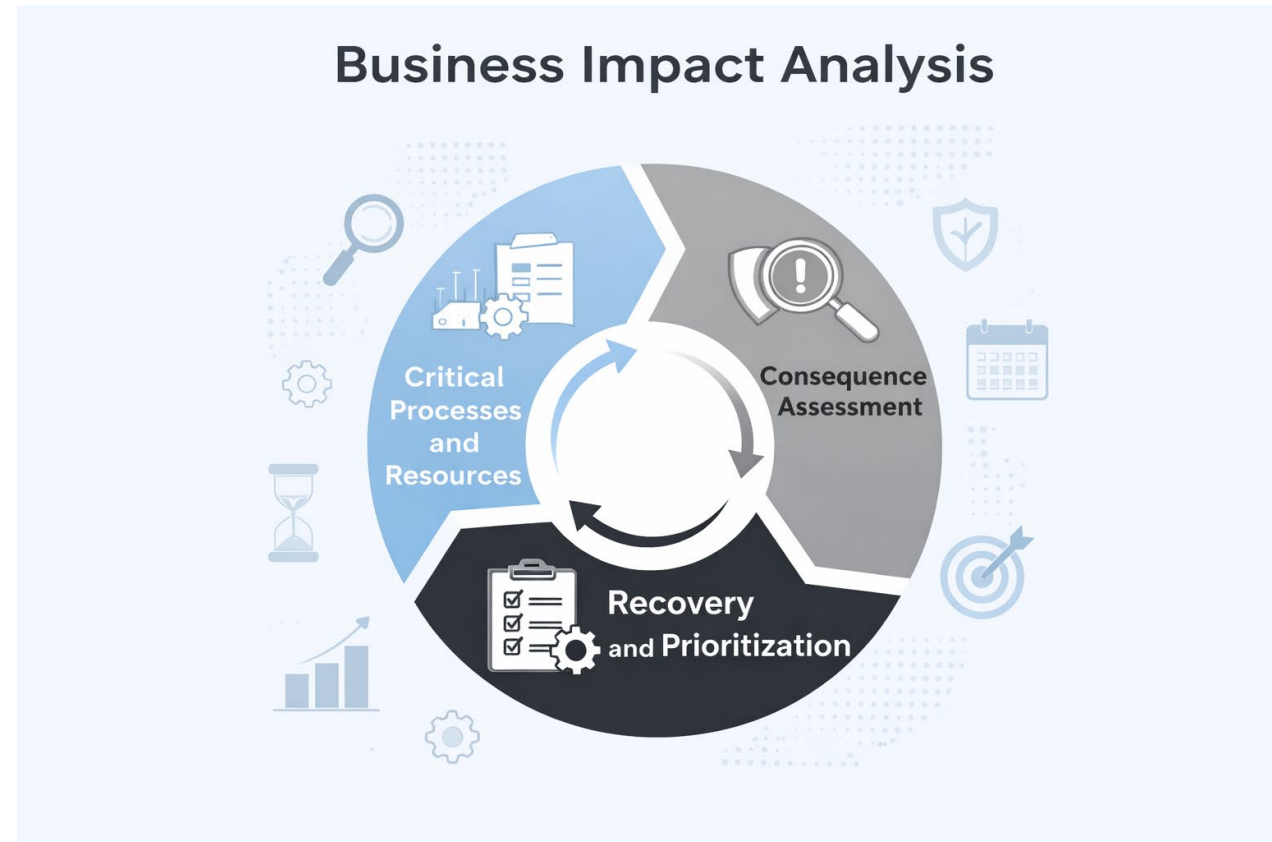 Business Impact Analysis
Critical
Processes
and
Resources
Consequence
Assessment
Recovery
and Prioritization